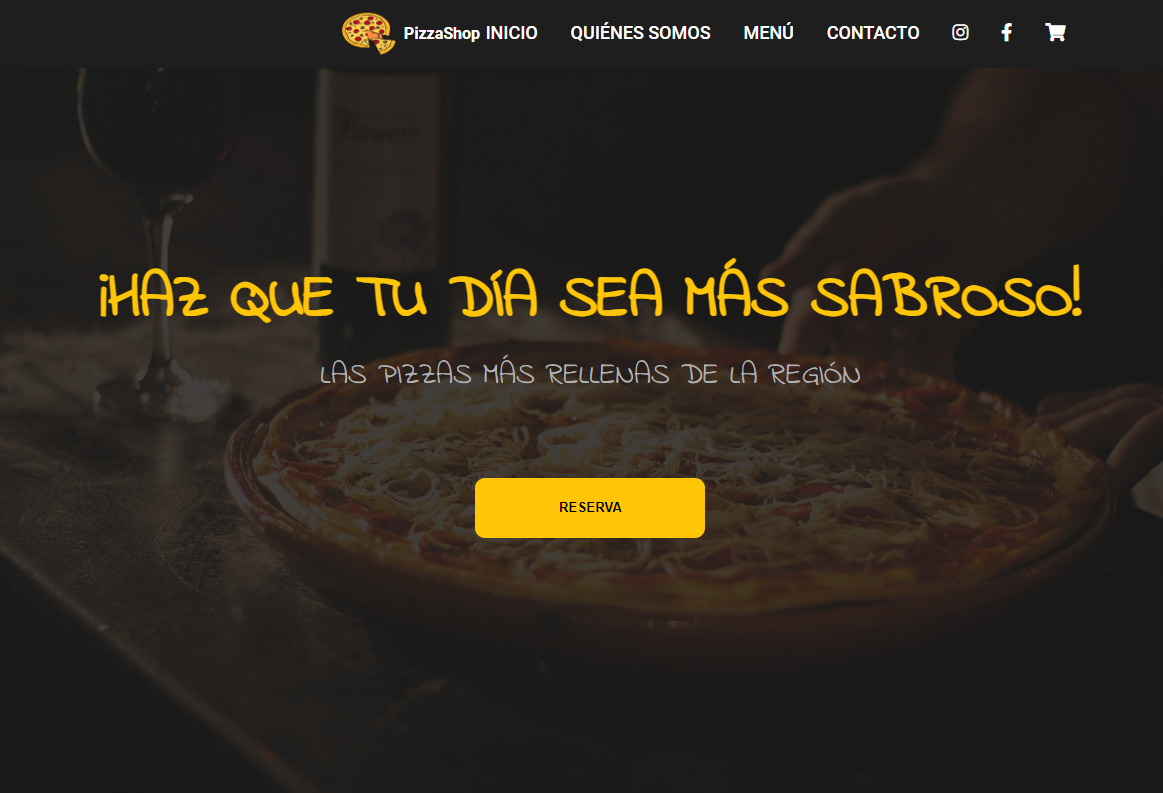 PizzaShop INICIO QUIÉNES SOMOS MENÚ CONTACTO
Flowers
¡HAZ QUE TU DÍA SEA MÁS SABROSO!
LAS PIZZAS MÁS RELLENAS DE LA REGIÓN
RESERVA